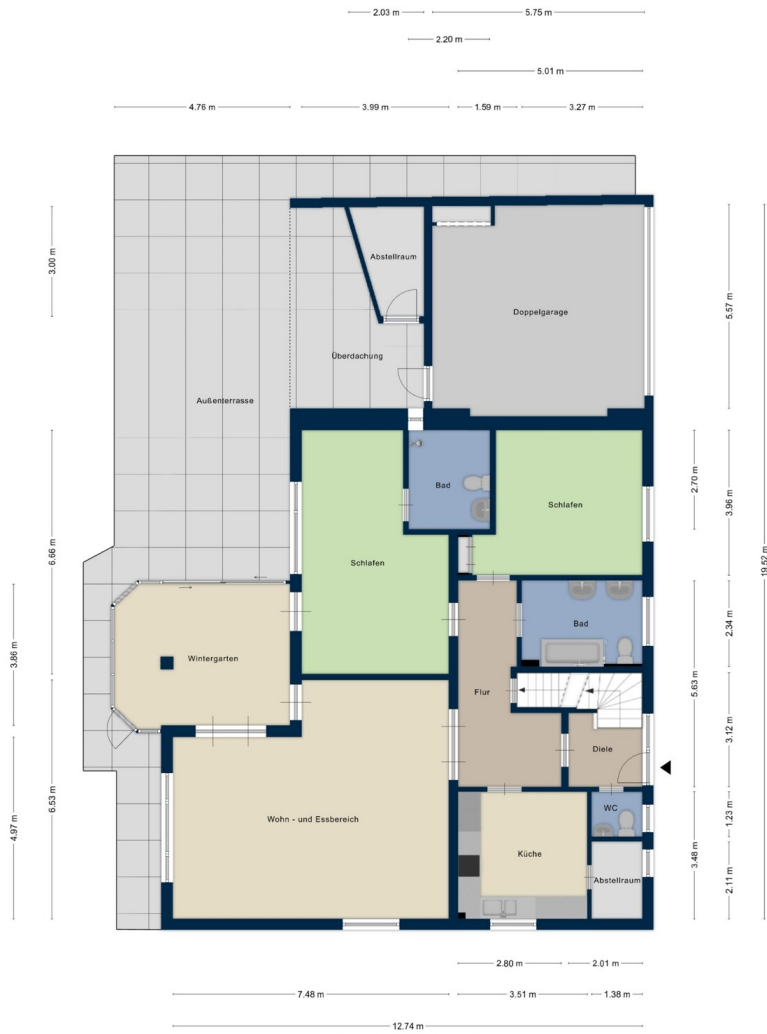 2.03 m
5.75 m
2.20 m
5.01 m
4.76 m
3.99 m
1.59 m
3.27 m
3.00 m
Abstellraum
Doppelgarage
5.57 m
Überdachung
Außenterrasse
19.52 m
Bad
Schlafen
2.70 m
3.96 m
6.66 m
Schlafen
Bad
2.34 m
3.86 m
Wintergarten
Flur
5.63 m
3.12 m
Diele
6.53 m
4.97 m
Wohn - und Essbereich
WC
1.23 m
Küche
3.48 m
Abstellraum
2.11 m
2.80 m
2.01 m
7.48 m
3.51 m
1.38 m
12.74 m